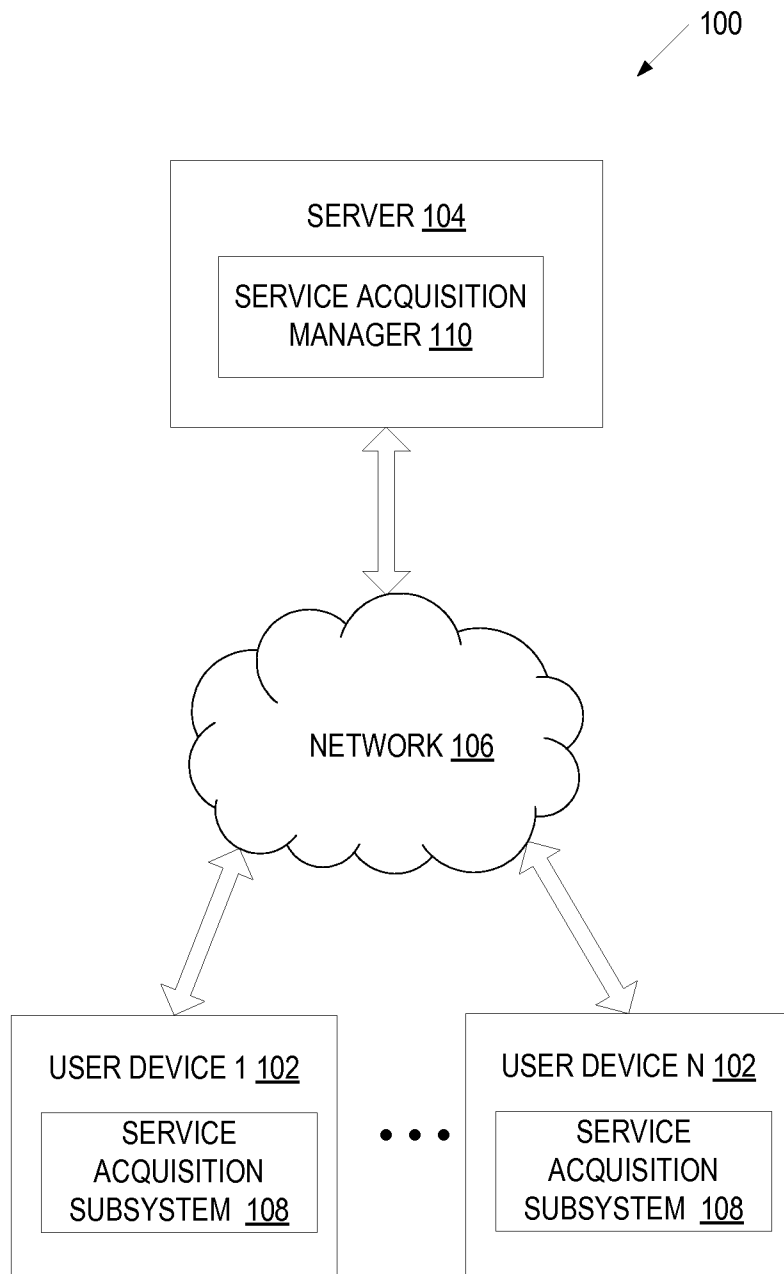 100
SERVER 104
SERVICE ACQUISITION
MANAGER 110
NETWORK 106
USER DEVICE 1 102
SERVICE
ACQUISITION
SUBSYSTEM 108
USER DEVICE N 102
SERVICE
ACQUISITION
SUBSYSTEM 108